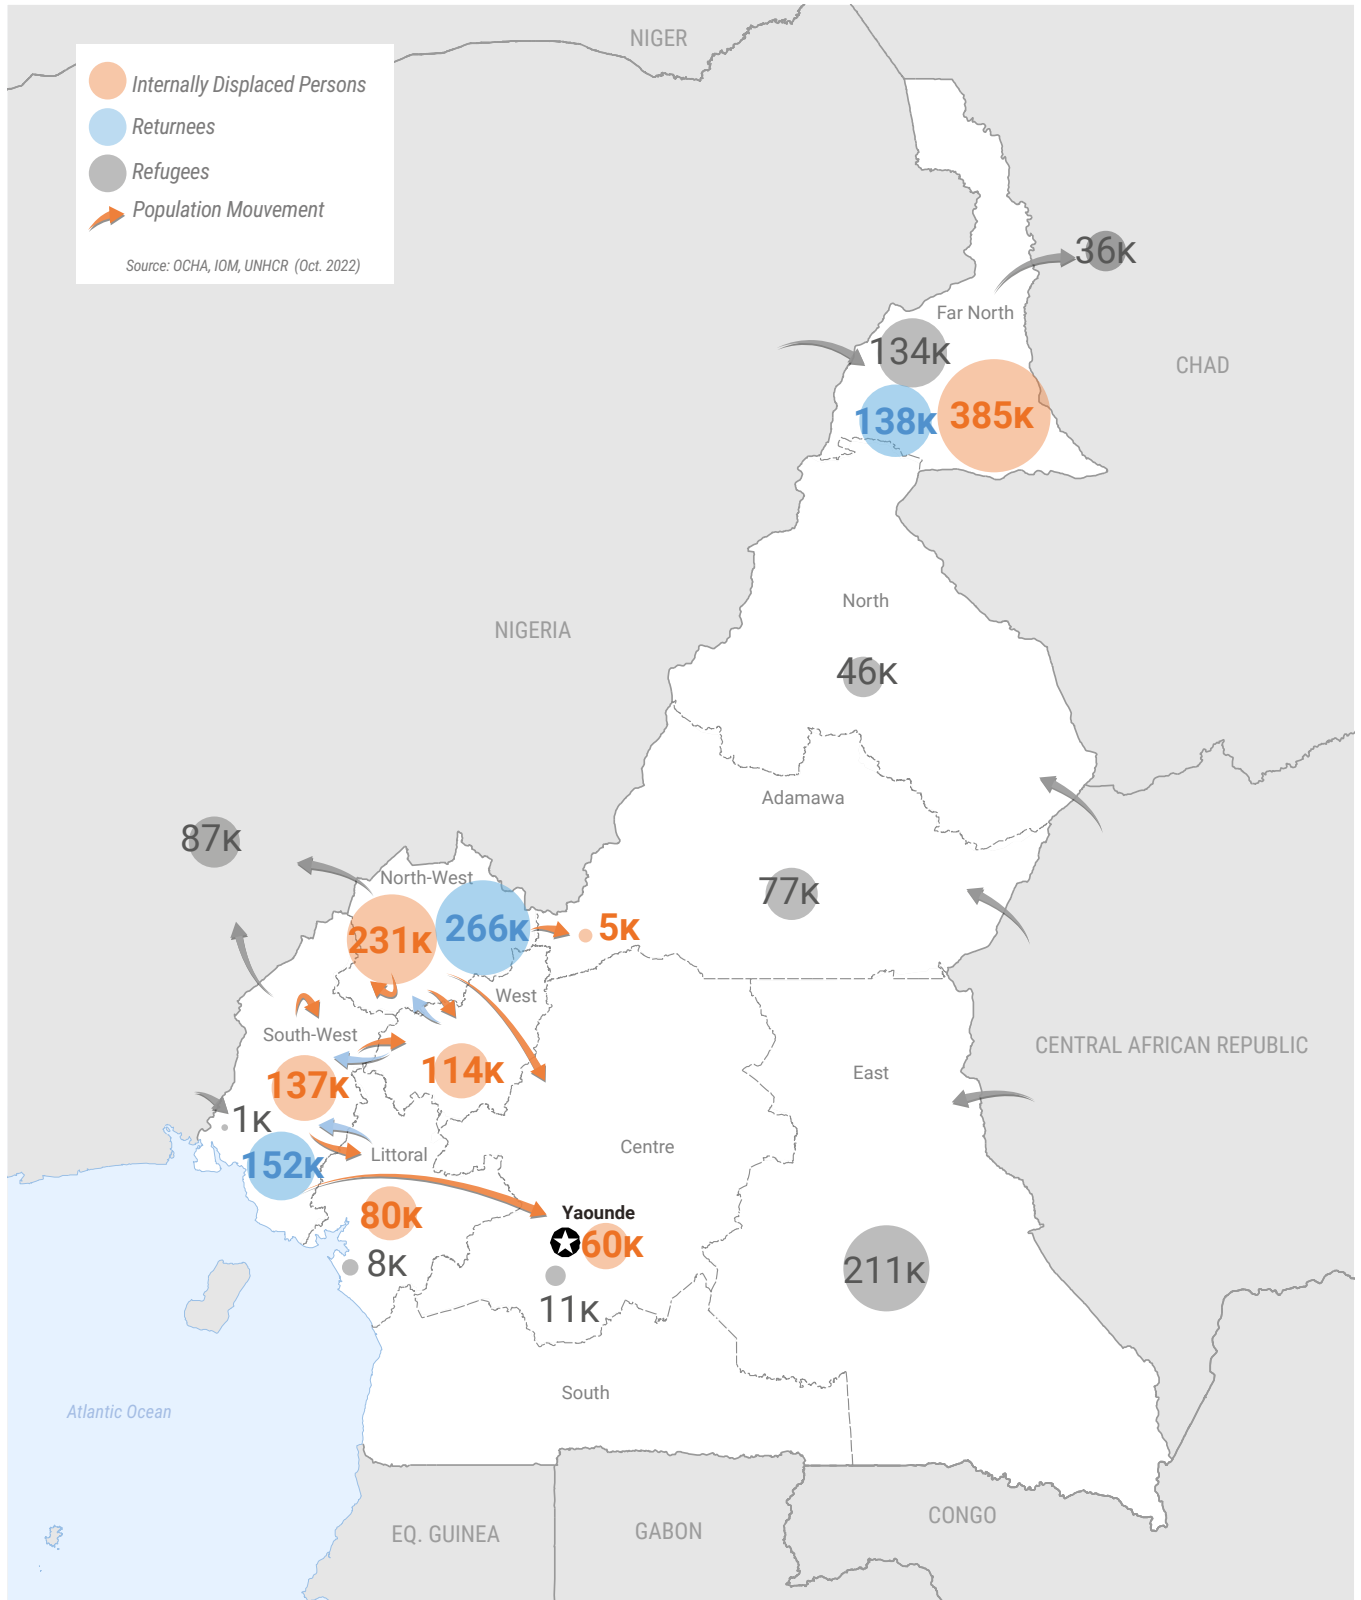 NIGER
Internally Displaced Persons
Returnees
Refugees
Population Mouvement
Source: OCHA, IOM, UNHCR (Oct. 2022)
36K
Far North
134K
CHAD
138K
385K
North
NIGERIA
46K
Adamawa
87K
North-West
77K
266K
231K
5K
West
South-West
CENTRAL AFRICAN REPUBLIC
114K
East
137K
1K
Centre
Littoral
152K
Yaounde
80K
60K
8K
211K
11K
South
Atlantic Ocean
CONGO
EQ. GUINEA
GABON